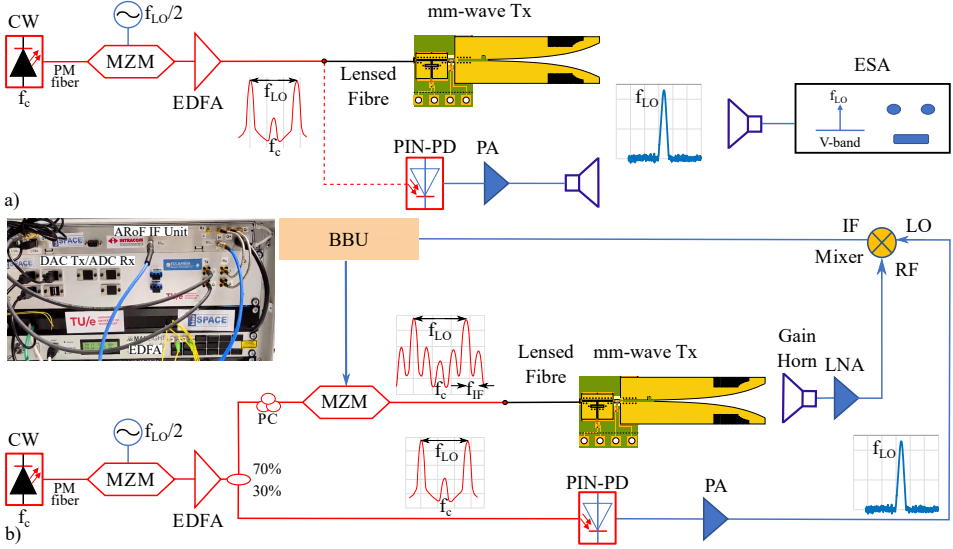 CW
f_c
PM
fiber
f_LO/2
MZM
EDFA
f_LO
f_c
Lensed
Fibre
mm-wave Tx
PIN-PD
PA
f_LO
ESA
f_LO
V-band
a)
ARoF IF Unit
SPACE
INTRACOM
DAC Tx/ADC Rx
TU/e
SPACE
EDFA
BBU
IF
LO
Mixer
RF
f_LO
f_c
f_IF
Lensed
Fibre
mm-wave Tx
Gain
Horn
LNA
PC
MZM
CW
f_c
PM
fiber
f_LO/2
MZM
EDFA
70%
30%
f_LO
f_c
PIN-PD
PA
f_LO
b)